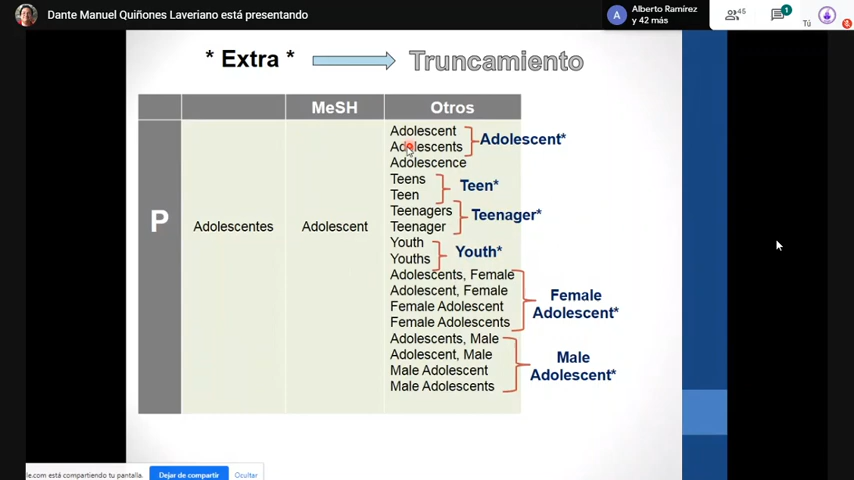 Dante Manuel Quiñones Laveriano está presentando
A
Alberto Ramírez
y 42 más
45
1
Tú
* Extra *
Truncamiento
MeSH
Otros
P
Adolescentes
Adolescent
Adolescent
Adolescents
Adolescence
Teens
Teen
Teenagers
Teenager
Youth
Youths
Adolescents, Female
Adolescent, Female
Female Adolescent
Female Adolescents
Adolescents, Male
Adolescent, Male
Male Adolescent
Male Adolescents
Adolescent*
Teen*
Teenager*
Youth*
Female
Adolescent*
Male
Adolescent*
le.com está compartiendo tu pantalla.
Dejar de compartir
Ocultar